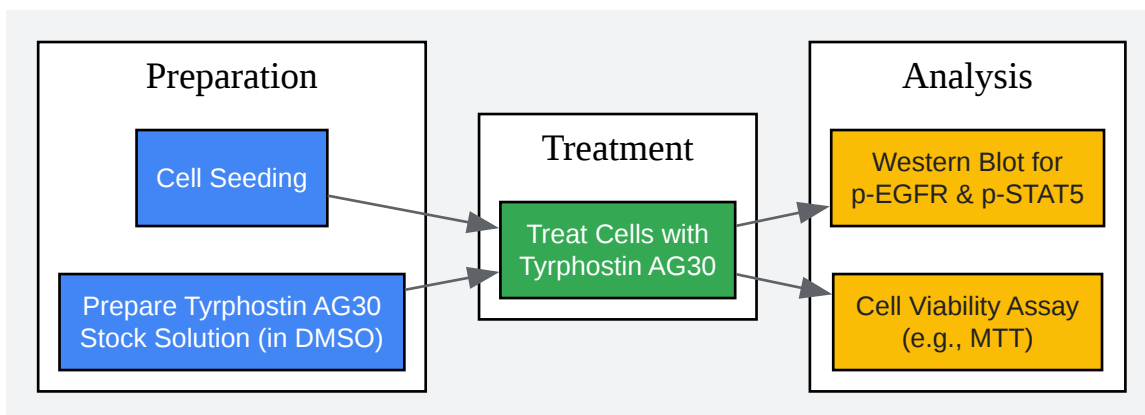 Preparation
Cell Seeding
Prepare Tyrphostin AG30
Stock Solution (in DMSO)
Treatment
Treat Cells with
Tyrphostin AG30
Analysis
Western Blot for
p-EGFR & p-STAT5
Cell Viability Assay
(e.g., MTT)